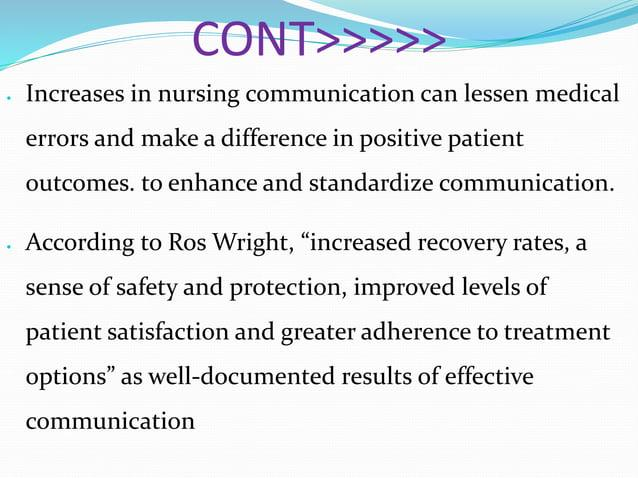 CONT>>>>>
. Increases in nursing communication can lessen medical
errors and make a difference in positive patient
outcomes. to enhance and standardize communication.
. According to Ros Wright, “increased recovery rates, a
sense of safety and protection, improved levels of
patient satisfaction and greater adherence to treatment
options” as well-documented results of effective
communication